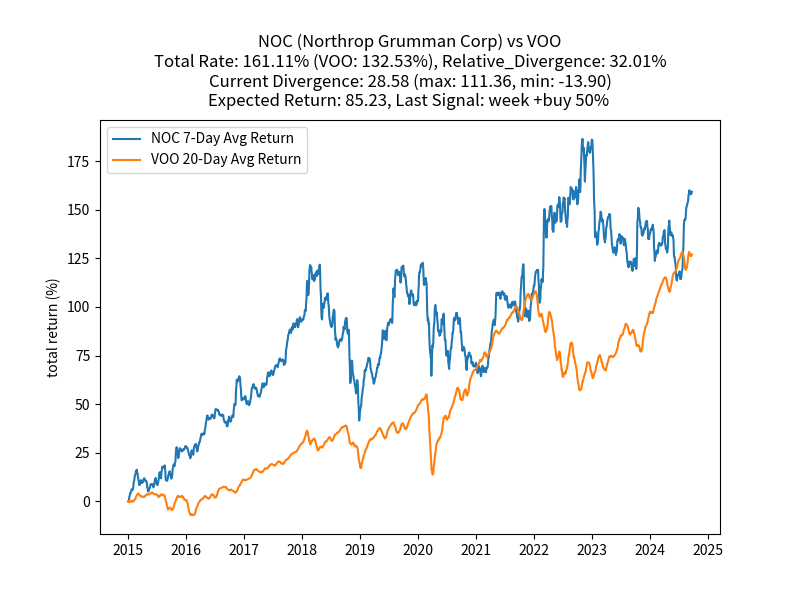 NOC (Northrop Grumman Corp) vs VOO
Total Rate: 161.11% (VOO: 132.53%), Relative_Divergence: 32.01%
Current Divergence: 28.58 (max: 111.36, min: -13.90)
Expected Return: 85.23, Last Signal: week +buy 50%
NOC 7-Day Avg Return
VOO 20-Day Avg Return
total return (%)
175
150
125
100
75
50
25
0
2015 2016 2017 2018 2019 2020 2021 2022 2023 2024 2025